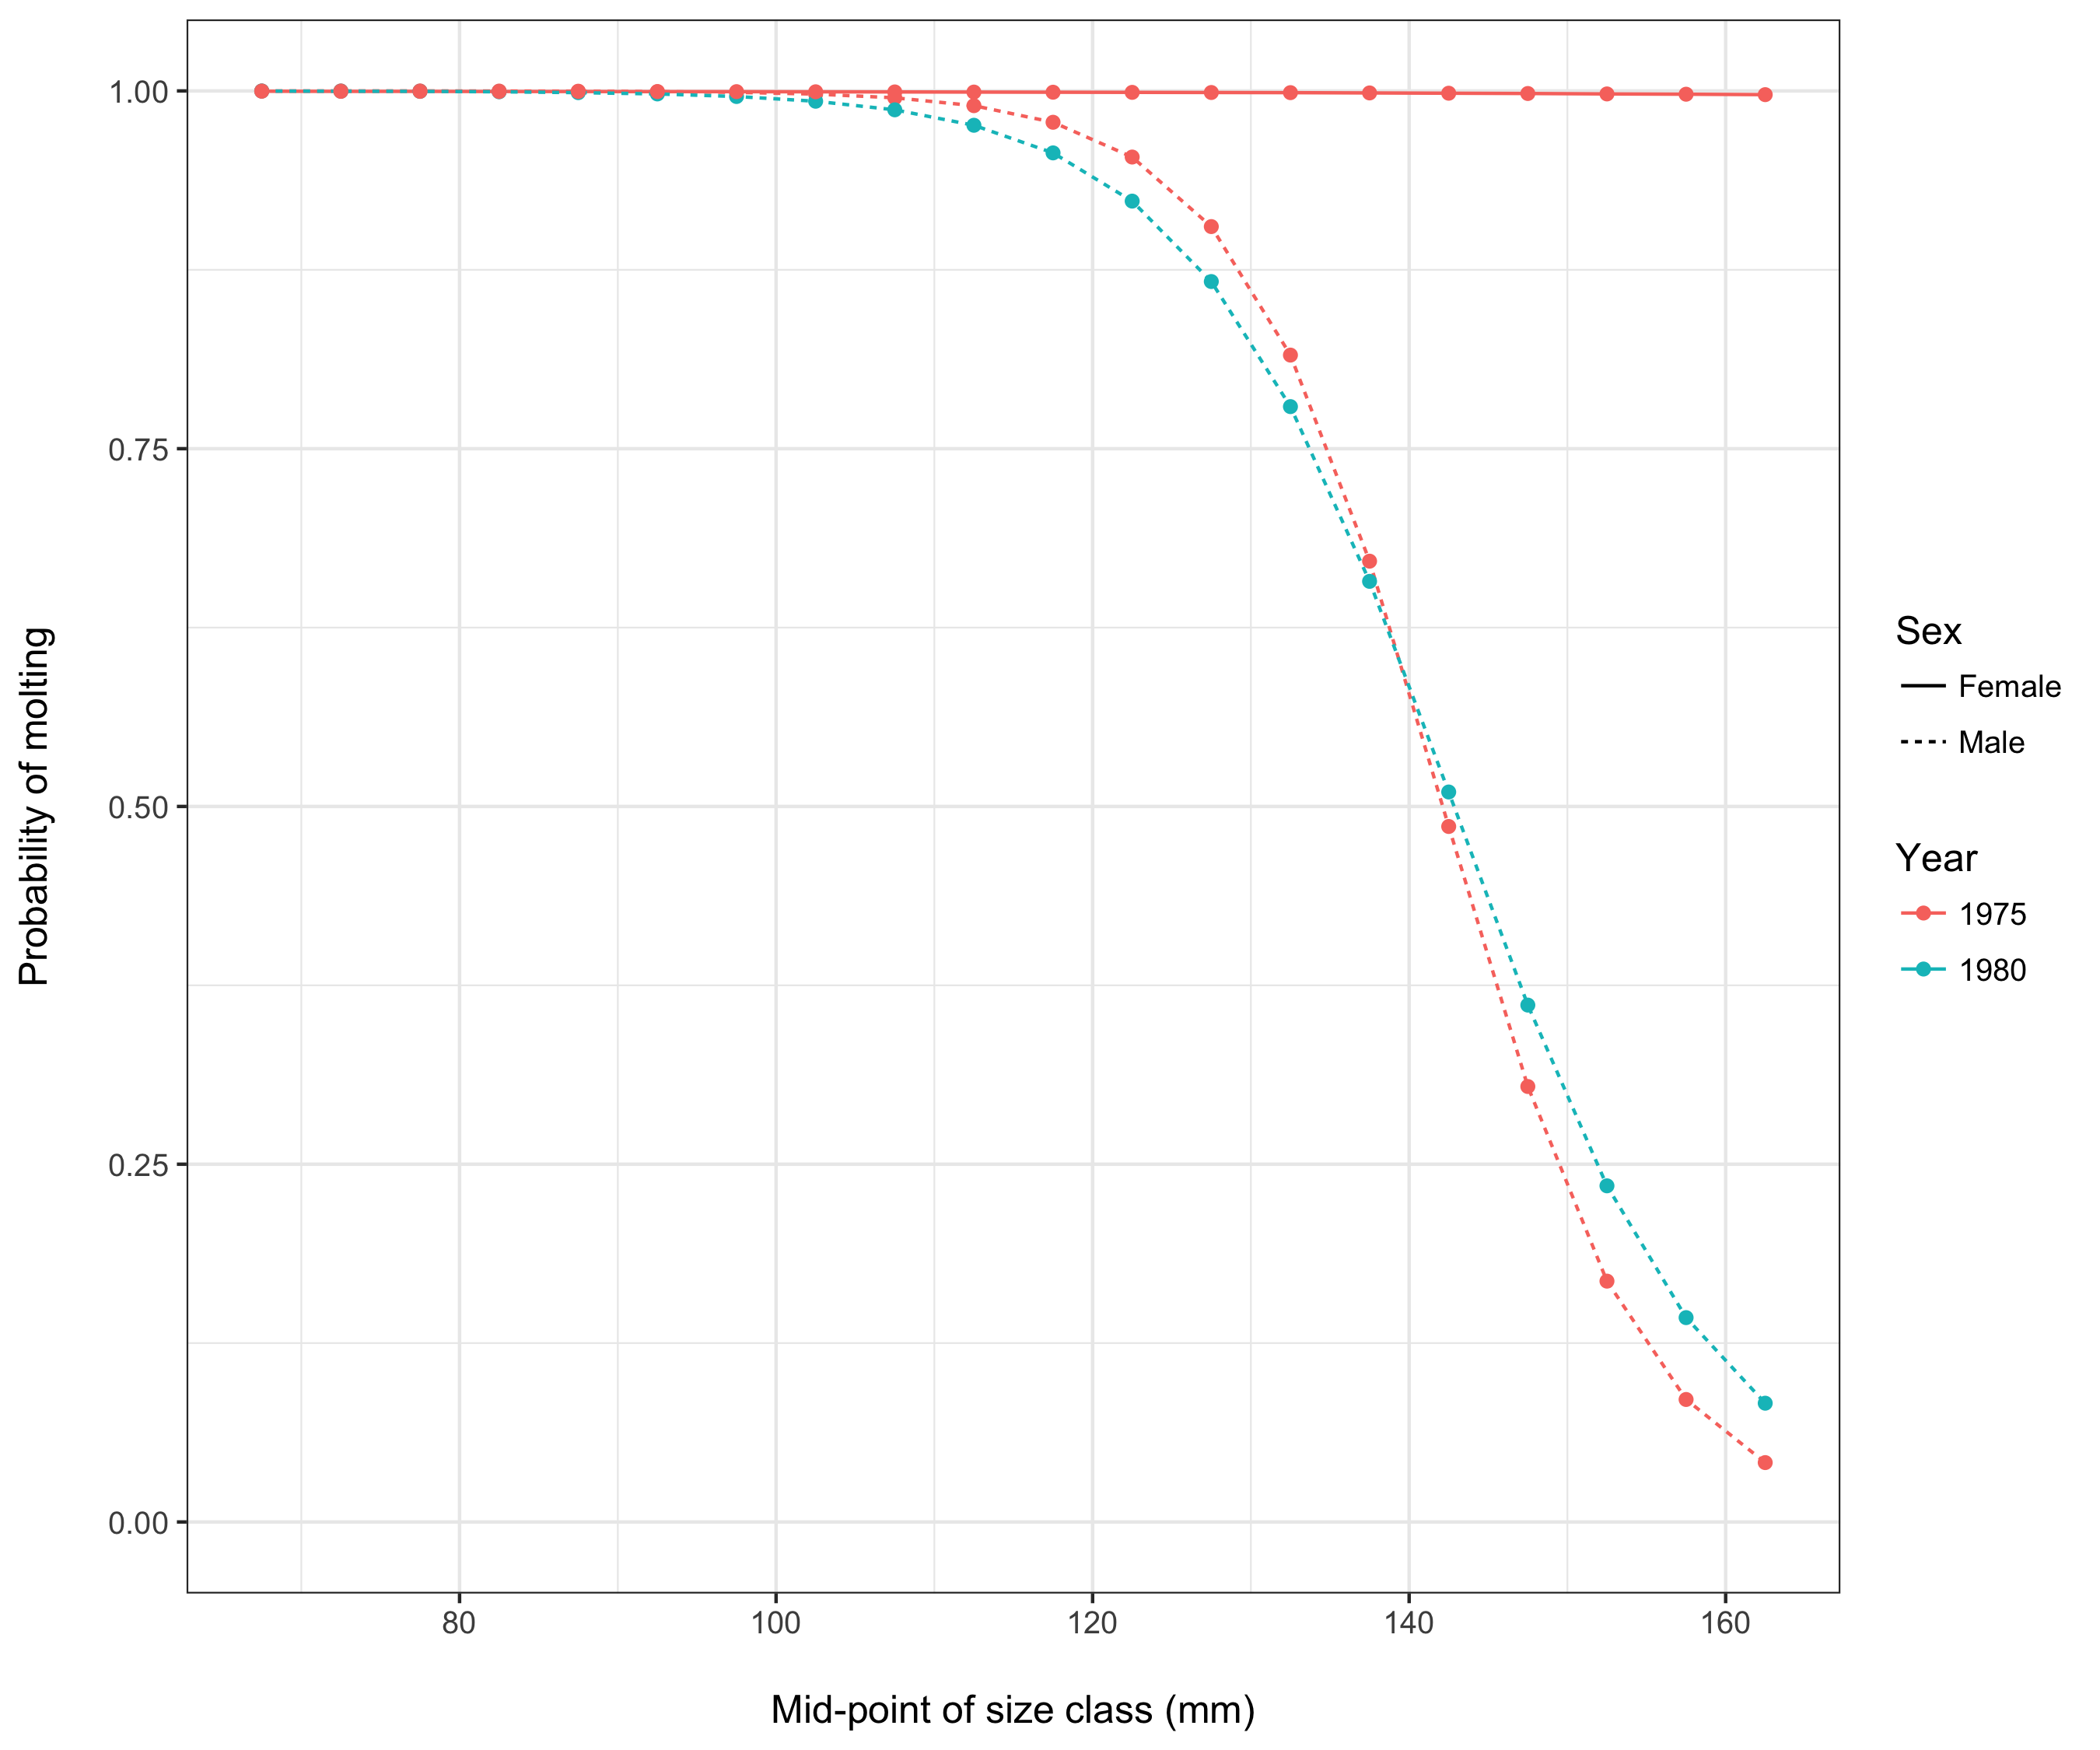 Probability of molting
1.00
0.75
0.50
0.25
0.00
80 100 120 140 160
Mid-point of size class (mm)
Sex
Female
Male
Year
1975
1980